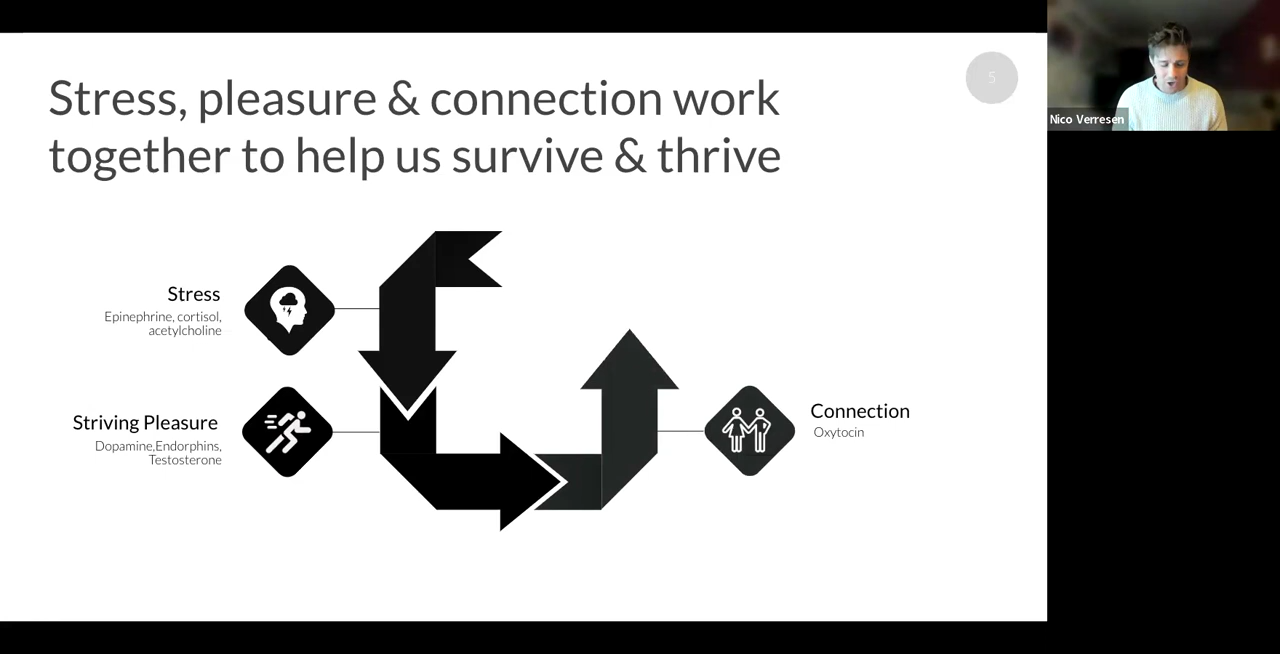 Stress, pleasure & connection work
together to help us survive & thrive
5
Nico Verresen
Stress
Epinephrine, cortisol,
acetylcholine
Striving Pleasure
Dopamine,Endorphins,
Testosterone
Connection
Oxytocin